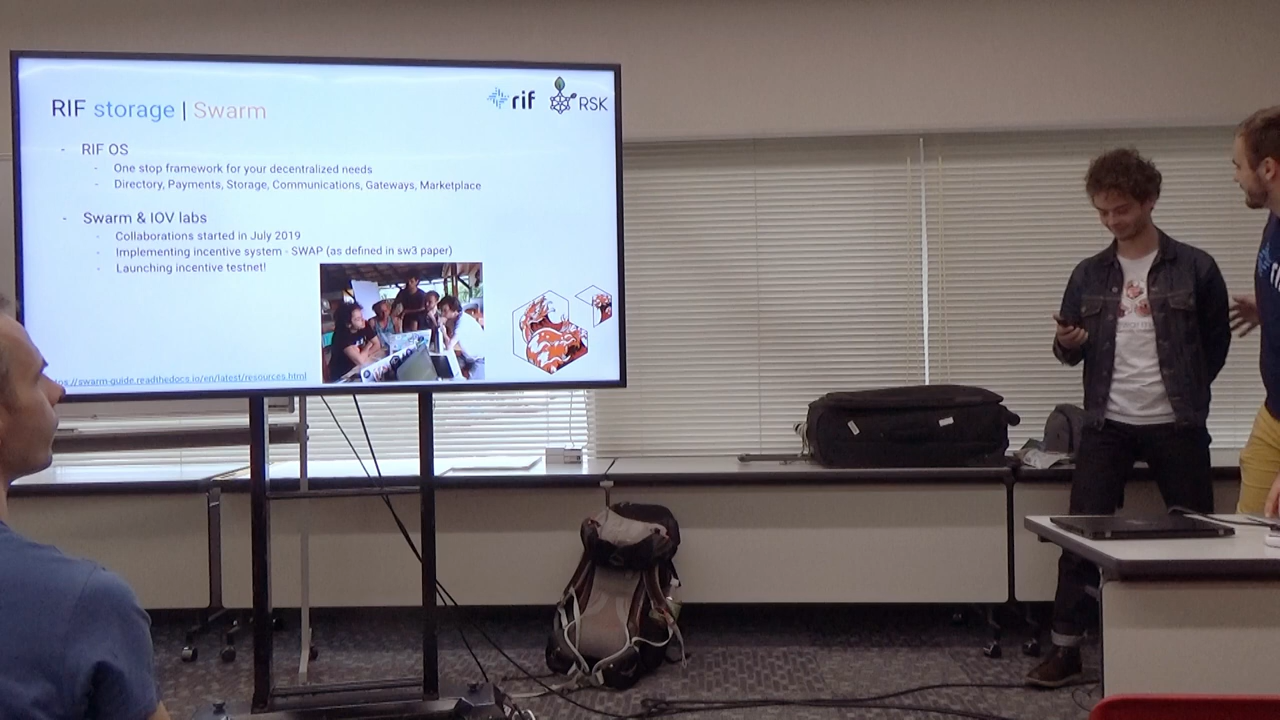 RIF storage | Swarm
rif
RSK
- RIF OS
- One stop framework for your decentralized needs
- Directory, Payments, Storage, Communications, Gateways, Marketplace
- Swarm & IOV labs
- Collaborations started in July 2019
- Implementing incentive system - SWAP (as defined in sw3 paper)
- Launching incentive testnet!
ps://swarm-guide.readthedocs.io/en/latest/resources.html